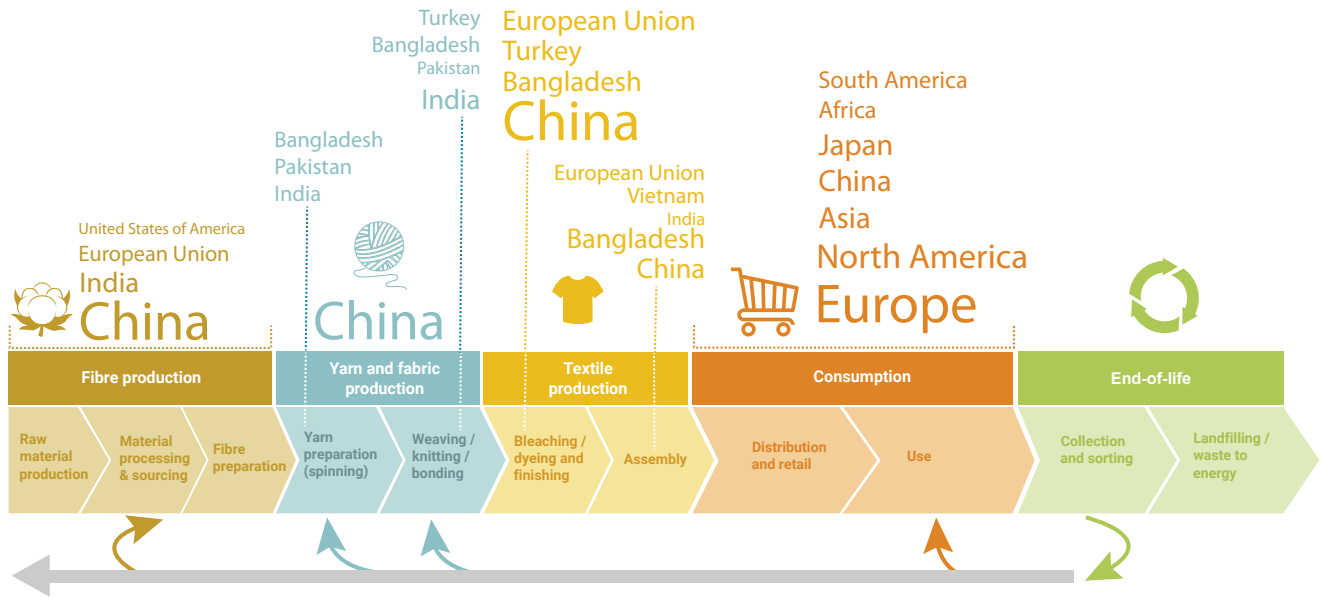 United States of America
European Union
India
China
Bangladesh
Pakistan
India
China
Turkey
Bangladesh
Pakistan
India
European Union
Turkey
Bangladesh
China
European Union
Vietnam
India
Bangladesh
China
South America
Africa
Japan
China
Asia
North America
Europe
Fibre production
Yarn and fabric
production
Textile
production
Consumption
End-of-life
Raw
material
production
Material
processing
& sourcing
Fibre
preparation
Yarn
preparation
(spinning)
Weaving /
knitting /
bonding
Bleaching /
dyeing and
finishing
Assembly
Distribution
and retail
Use
Collection
and sorting
Landfilling /
waste to
energy